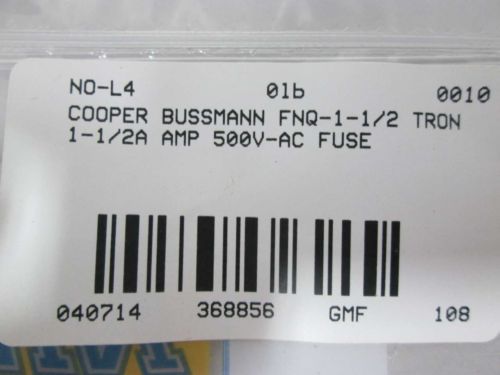 NO-L4 0lb 0010
COOPER BUSSMANN FNQ-1-1/2 TRON
1-1/2A AMP 500V-AC FUSE
040714 368856 GMF 108